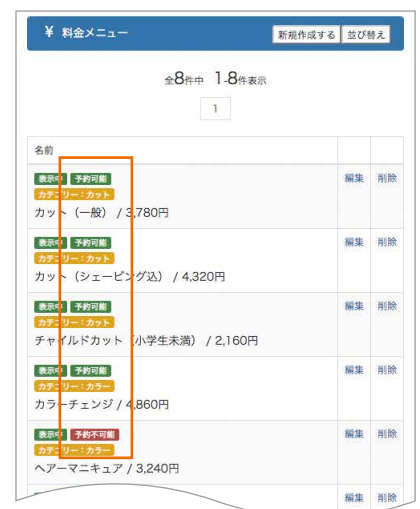 ¥ 料金メニュー
新規作成する 並び替え
全8件中 1-8件表示
1
名前
表示中 予約可能
編集 削除
カテゴリー：カット
カット（一般） / 3,780円
表示中 予約可能
編集 削除
カテゴリー：カット
カット（シェービング込） / 4,320円
表示中 予約可能
編集 削除
カテゴリー：カット
チャイルドカット（小学生未満） / 2,160円
表示中 予約可能
編集 削除
カテゴリー：カラー
カラーチェンジ / 4,860円
表示中 予約不可能
編集 削除
カテゴリー：カラー
ヘアーマニキュア / 3,240円
編集 削除